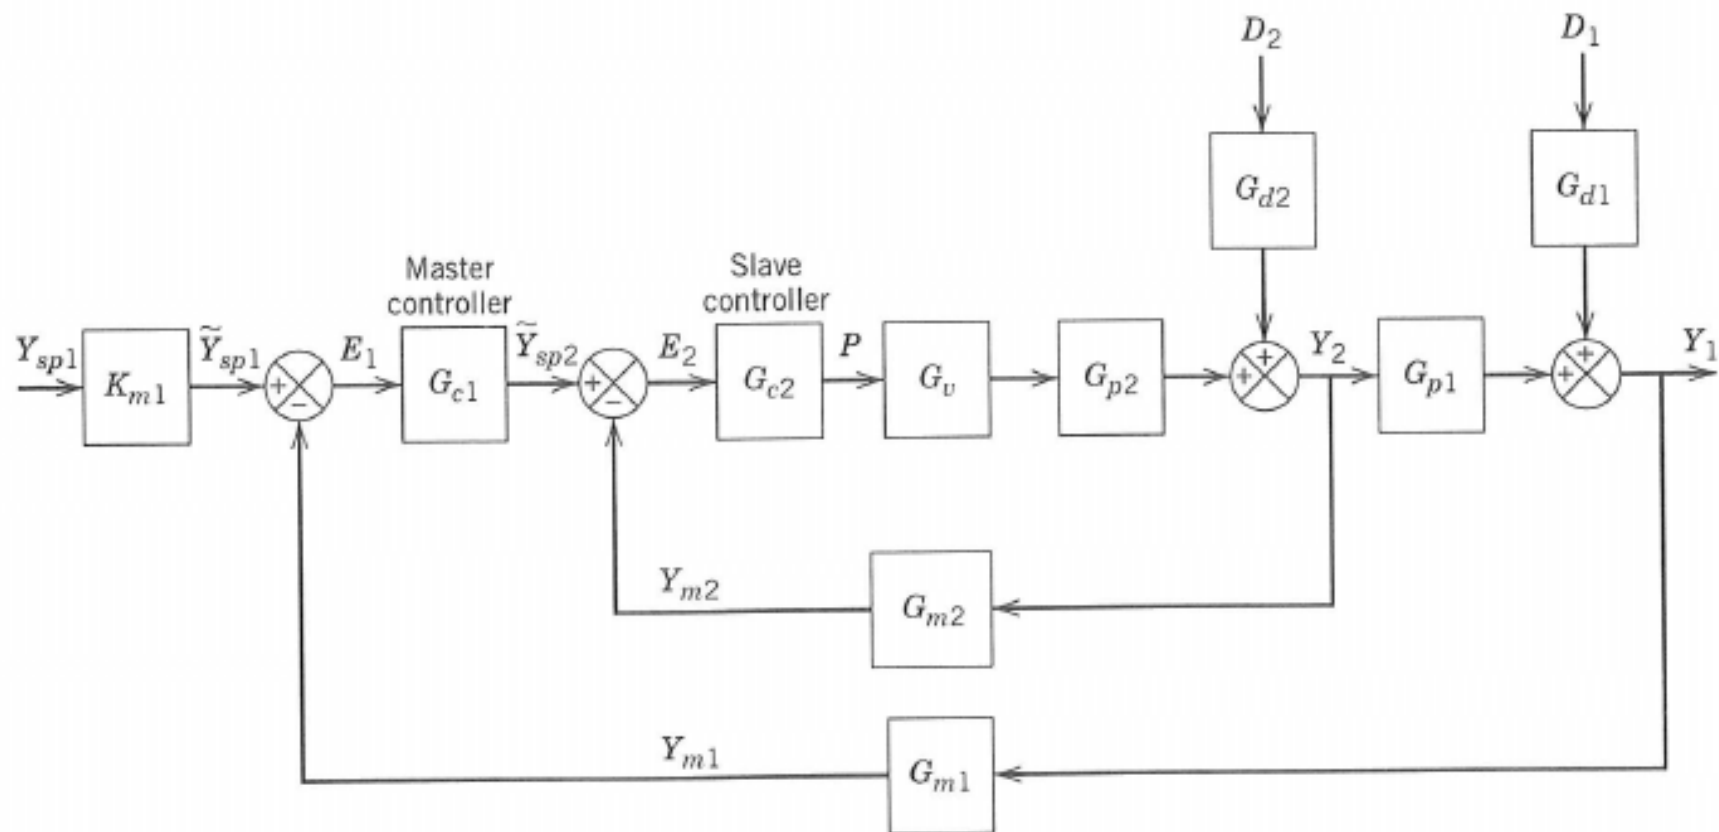 D2
D1
Gd2
Gd1
Master
controller
Slave
controller
Ysp1
Km1
Ỹsp1
+
−
E1
Gc1
Ỹsp2
+
−
E2
Gc2
P
Gv
Gp2
+
+
Y2
Gp1
+
+
Y1
Ym2
Gm2
Ym1
Gm1